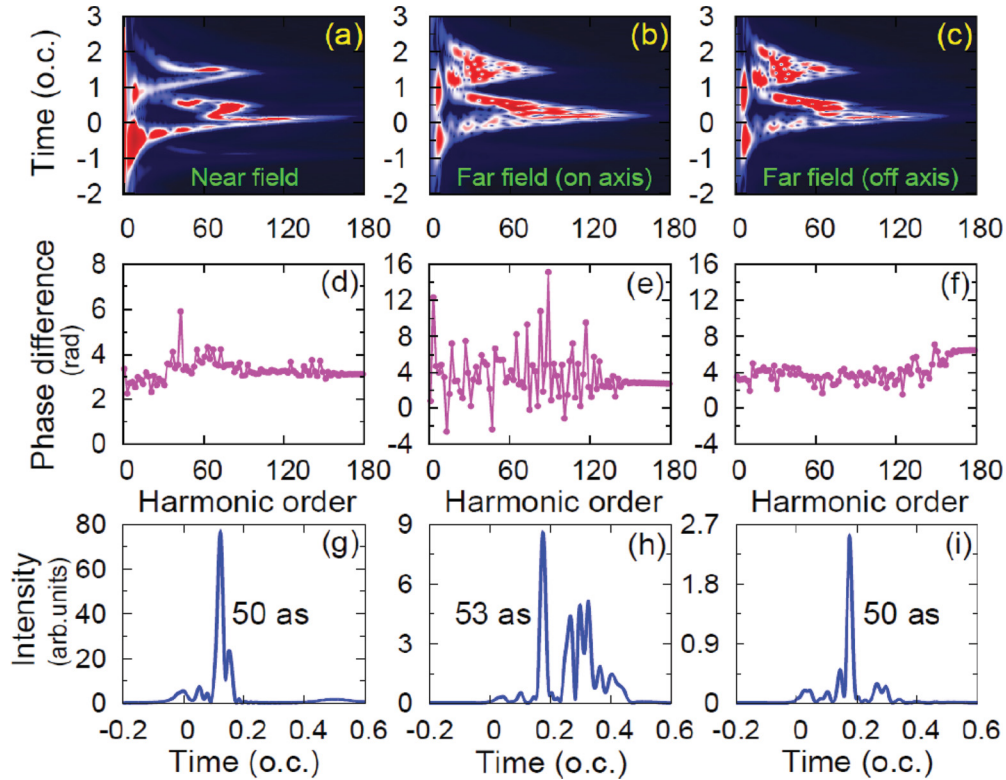 Time (o.c.)
3
2
1
0
-1
-2
(a)
Near field
0 60 120 180
3
2
1
0
-1
-2
(b)
Far field (on axis)
0 60 120 180
3
2
1
0
-1
-2
(c)
Far field (off axis)
0 60 120 180
Phase difference
(rad)
8
6
4
2
0
(d)
0 60 120 180
Harmonic order
16
12
8
4
0
-4
(e)
0 60 120 180
Harmonic order
16
12
8
4
0
-4
(f)
0 60 120 180
Harmonic order
Intensity
(arb.units)
80
60
40
20
0
(g)
50 as
-0.2 0 0.2 0.4 0.6
Time (o.c.)
9
6
3
0
(h)
53 as
-0.2 0 0.2 0.4 0.6
Time (o.c.)
2.7
1.8
0.9
0
(i)
50 as
-0.2 0 0.2 0.4 0.6
Time (o.c.)